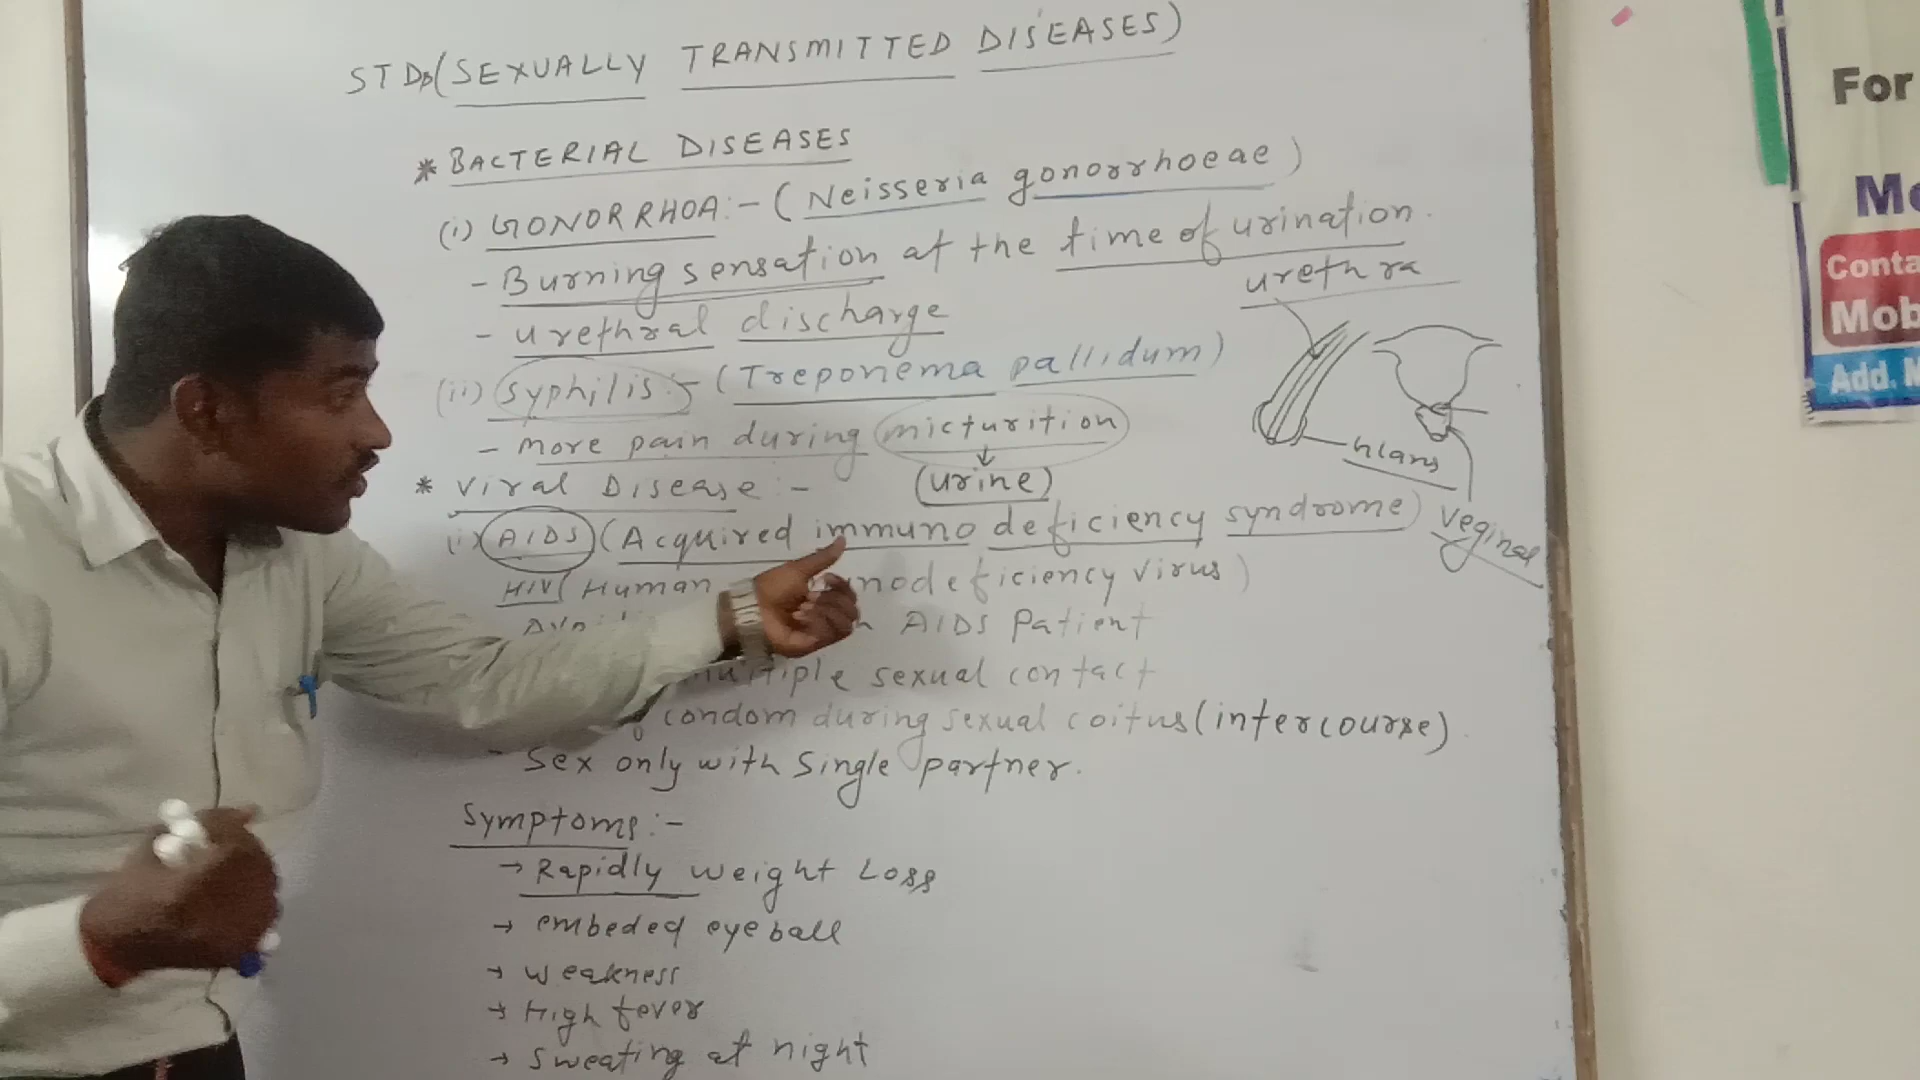 STDs (SEXUALLY TRANSMITTED DISEASES)
* BACTERIAL DISEASES
(i) GONORRHOA:- (Neisseria gonorrhoeae)
- Burning sensation at the time of urination.
- urethral discharge
urethra
(ii) Syphilis:- (Treponema pallidum)
- more pain during micturition
↓
(urine)
Glans
veginal
* Viral Disease:-
(i) AIDS (Acquired immuno deficiency syndrome)
HIV (Human nodeficiency virus)
AIDS Patient
multiple sexual contact
condom during sexual coitus (intercourse).
- Sex only with Single partner.
Symptoms:-
→ Rapidly weight Loss
→ embeded eyeball
→ weakness
→ High fever
→ sweating at night
For
Me
Conta
Mob
Add. M